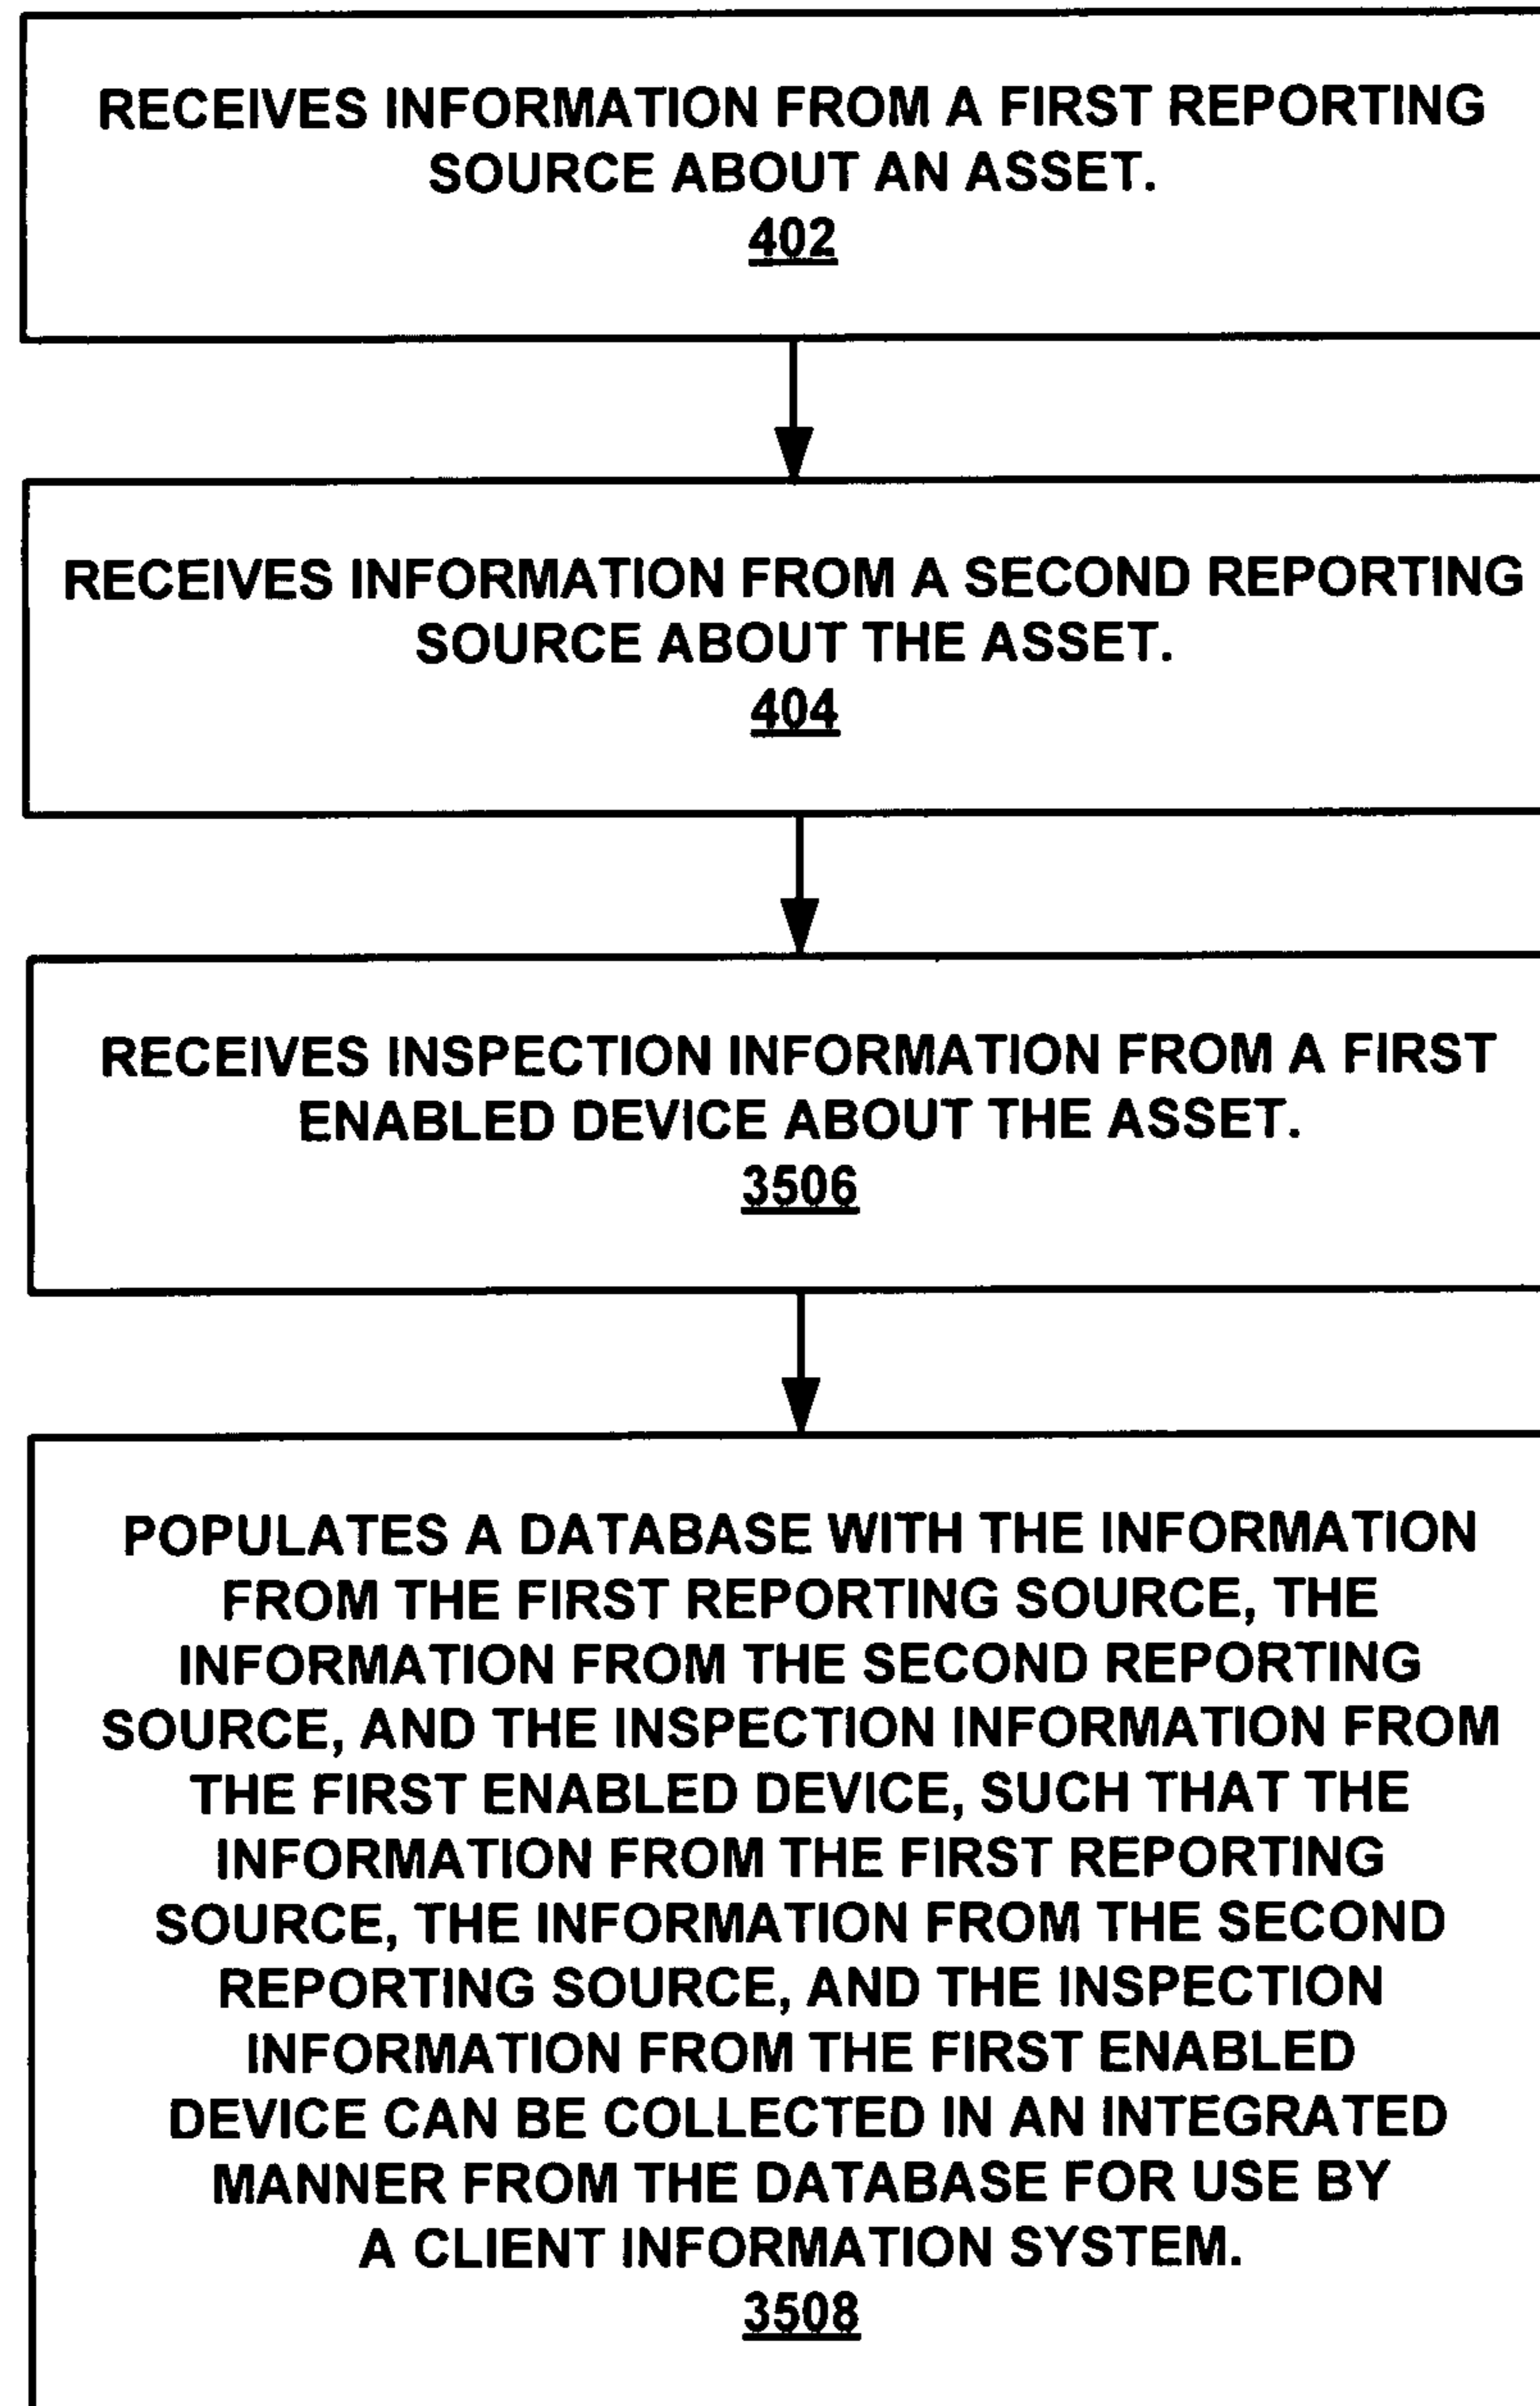 RECEIVES INFORMATION FROM A FIRST REPORTING
SOURCE ABOUT AN ASSET.
402
RECEIVES INFORMATION FROM A SECOND REPORTING
SOURCE ABOUT THE ASSET.
404
RECEIVES INSPECTION INFORMATION FROM A FIRST
ENABLED DEVICE ABOUT THE ASSET.
3506
POPULATES A DATABASE WITH THE INFORMATION
FROM THE FIRST REPORTING SOURCE, THE
INFORMATION FROM THE SECOND REPORTING
SOURCE, AND THE INSPECTION INFORMATION FROM
THE FIRST ENABLED DEVICE, SUCH THAT THE
INFORMATION FROM THE FIRST REPORTING
SOURCE, THE INFORMATION FROM THE SECOND
REPORTING SOURCE, AND THE INSPECTION
INFORMATION FROM THE FIRST ENABLED
DEVICE CAN BE COLLECTED IN AN INTEGRATED
MANNER FROM THE DATABASE FOR USE BY
A CLIENT INFORMATION SYSTEM.
3508